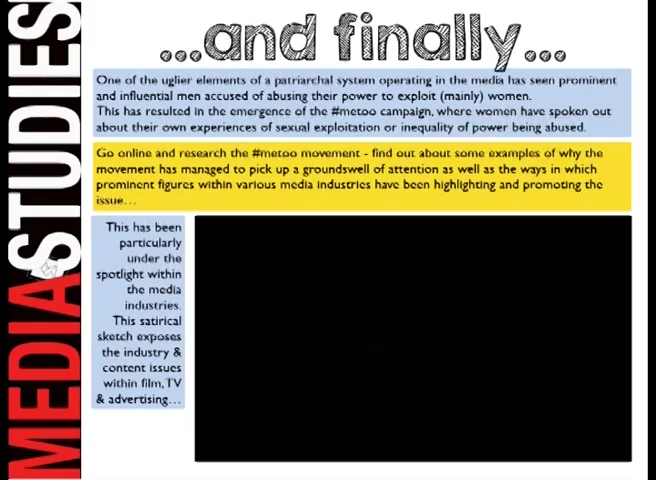 MEDIA STUDIES
...and finally...
One of the uglier elements of a patriarchal system operating in the media has seen prominent
and influential men accused of abusing their power to exploit (mainly) women.
This has resulted in the emergence of the #metoo campaign, where women have spoken out
about their own experiences of sexual exploitation or inequality of power being abused.
Go online and research the #metoo movement - find out about some examples of why the
movement has managed to pick up a groundswell of attention as well as the ways in which
prominent figures within various media industries have been highlighting and promoting the
issue...
This has been
particularly
under the
spotlight within
the media
industries.
This satirical
sketch exposes
the industry &
content issues
within film, TV
& advertising...